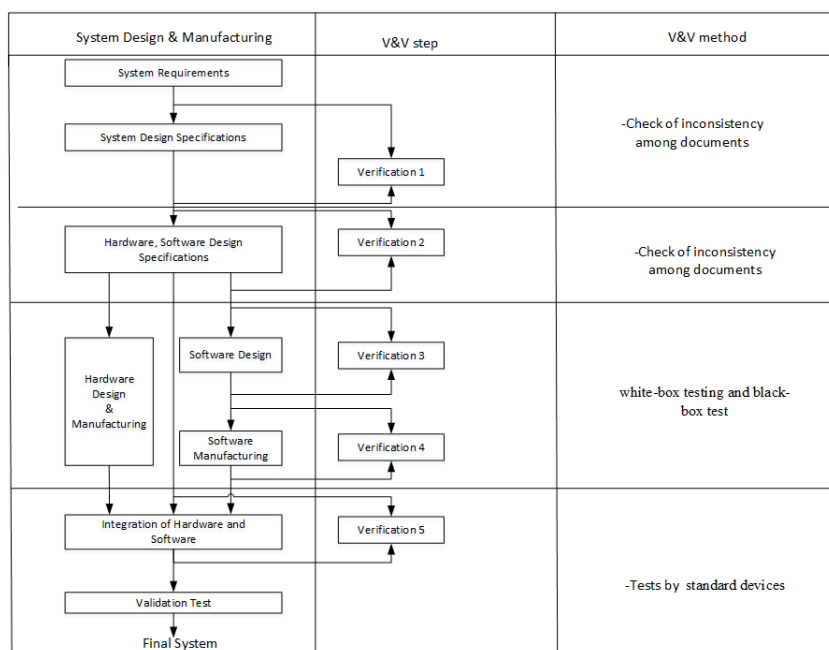 System Design & Manufacturing
V&V step
V&V method
System Requirements
System Design Specifications
Verification 1
-Check of inconsistency
among documents
Hardware, Software Design
Specifications
Verification 2
-Check of inconsistency
among documents
Hardware
Design
&
Manufacturing
Software Design
Verification 3
Software
Manufacturing
Verification 4
white-box testing and black-
box test
Integration of Hardware and
Software
Verification 5
Validation Test
Final System
-Tests by standard devices